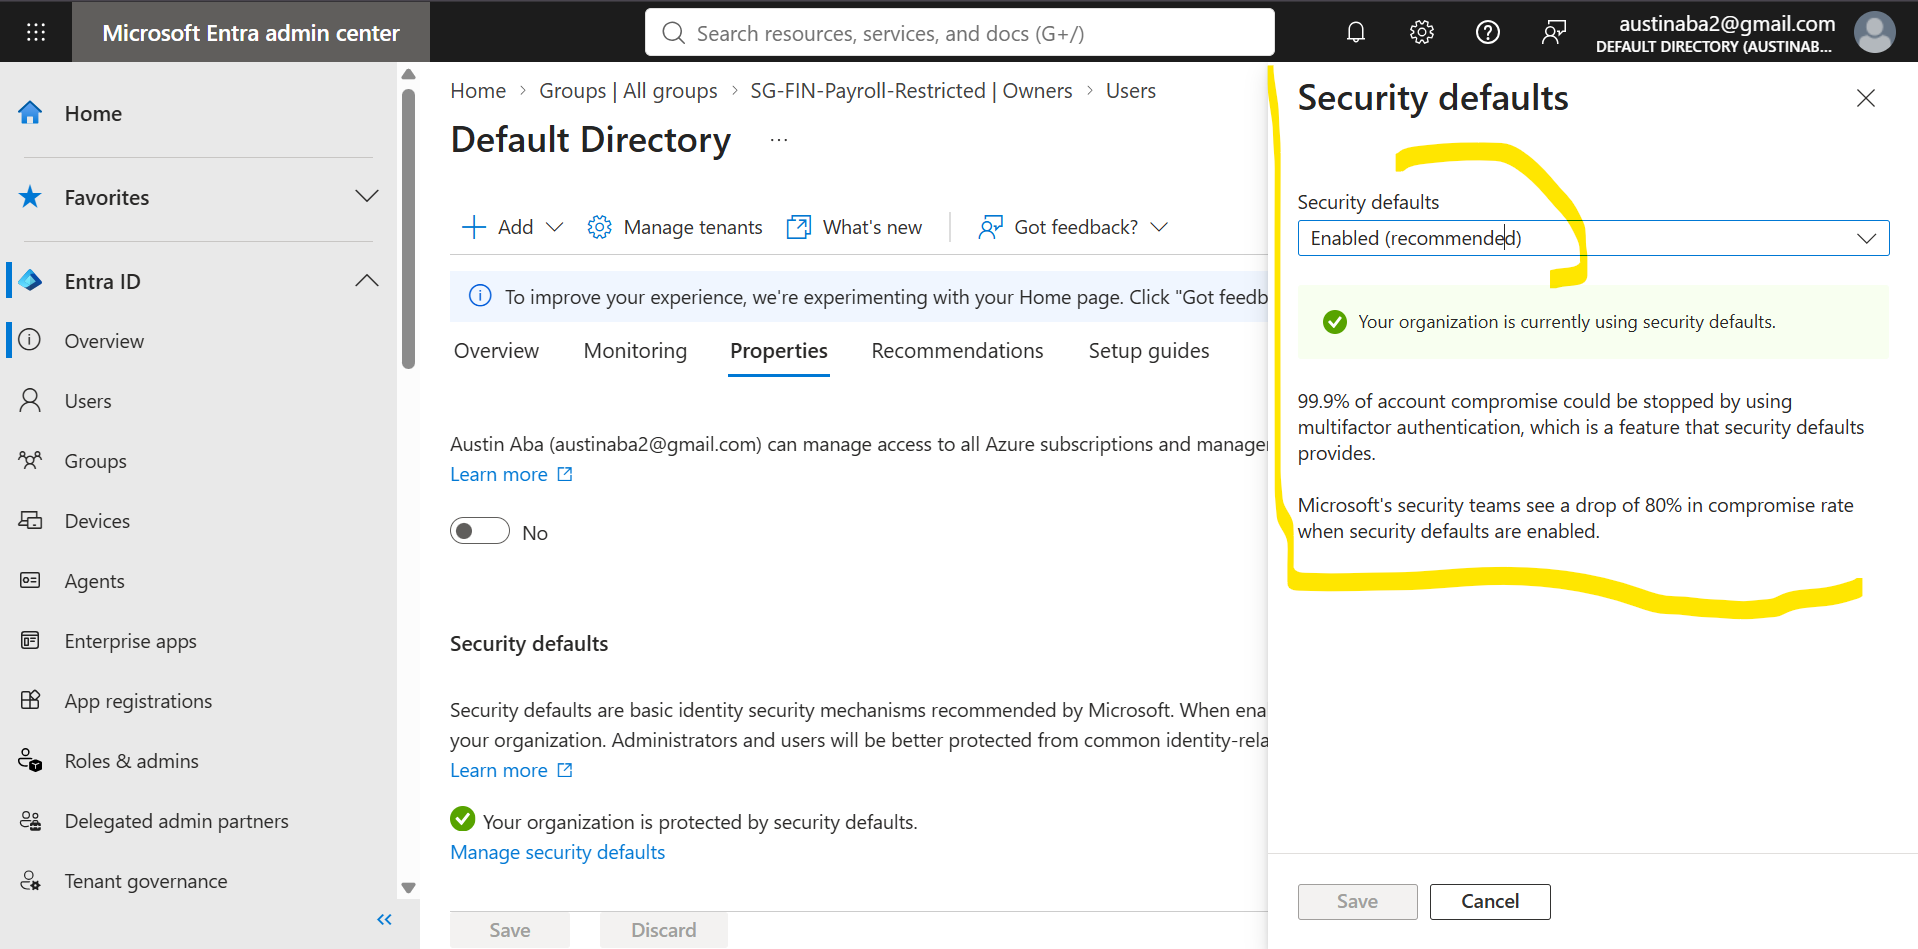 Microsoft Entra admin center
Search resources, services, and docs (G+/)
austinaba2@gmail.com
DEFAULT DIRECTORY (AUSTINAB...
Home
Favorites
Entra ID
Overview
Users
Groups
Devices
Agents
Enterprise apps
App registrations
Roles & admins
Delegated admin partners
Tenant governance
Home > Groups | All groups > SG-FIN-Payroll-Restricted | Owners > Users
Default Directory ...
Add
Manage tenants
What's new
Got feedback?
To improve your experience, we're experimenting with your Home page. Click "Got feedb
Overview
Monitoring
Properties
Recommendations
Setup guides
Austin Aba (austinaba2@gmail.com) can manage access to all Azure subscriptions and manager
Learn more
No
Security defaults
Security defaults are basic identity security mechanisms recommended by Microsoft. When ena
your organization. Administrators and users will be better protected from common identity-rela
Learn more
Your organization is protected by security defaults.
Manage security defaults
Save
Discard
Security defaults
Security defaults
Enabled (recommended)
Your organization is currently using security defaults.
99.9% of account compromise could be stopped by using
multifactor authentication, which is a feature that security defaults
provides.
Microsoft's security teams see a drop of 80% in compromise rate
when security defaults are enabled.
Save
Cancel